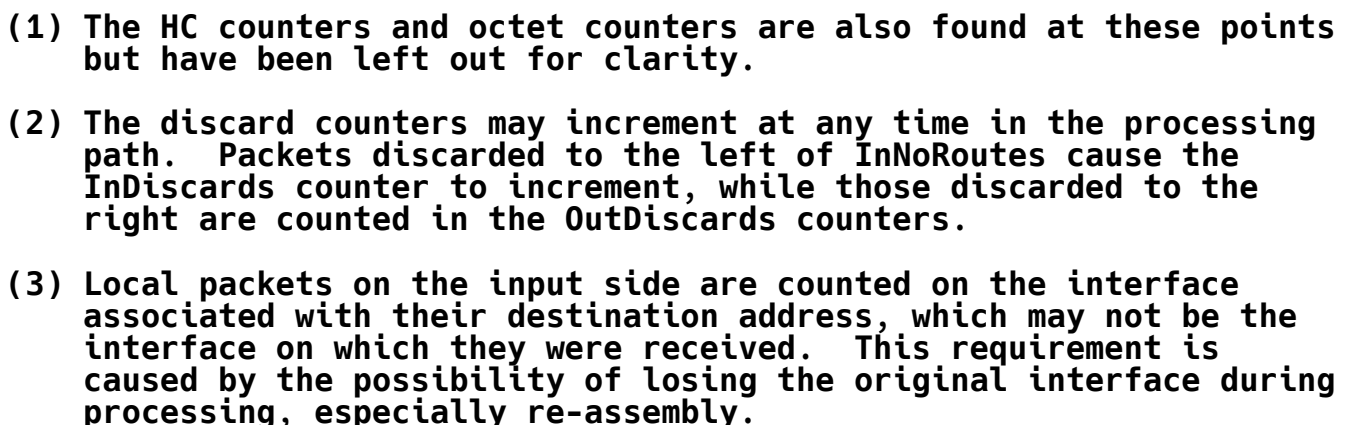 (1) The HC counters and octet counters are also found at these points
but have been left out for clarity.
(2) The discard counters may increment at any time in the processing
path.  Packets discarded to the left of InNoRoutes cause the
InDiscards counter to increment, while those discarded to the
right are counted in the OutDiscards counters.
(3) Local packets on the input side are counted on the interface
associated with their destination address, which may not be the
interface on which they were received.  This requirement is
caused by the possibility of losing the original interface during
processing, especially re-assembly.